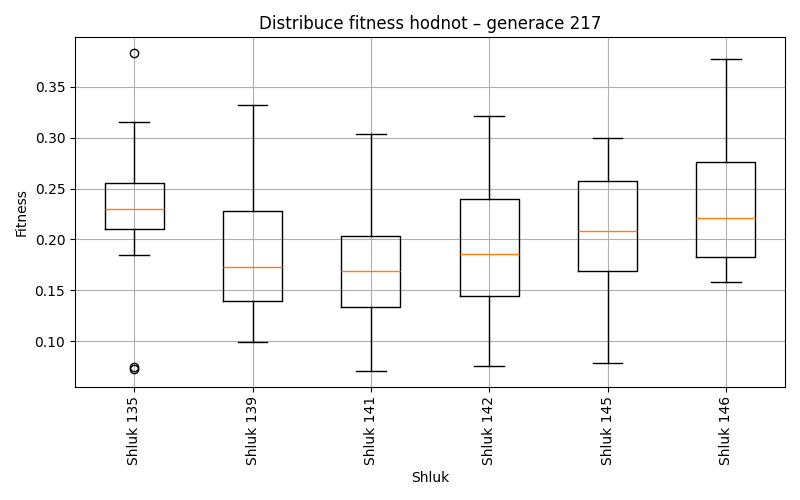 Distribuce fitness hodnot – generace 217
0.35
0.30
0.25
0.20
0.15
0.10
Fitness
Shluk 135
Shluk 139
Shluk 141
Shluk 142
Shluk 145
Shluk 146
Shluk